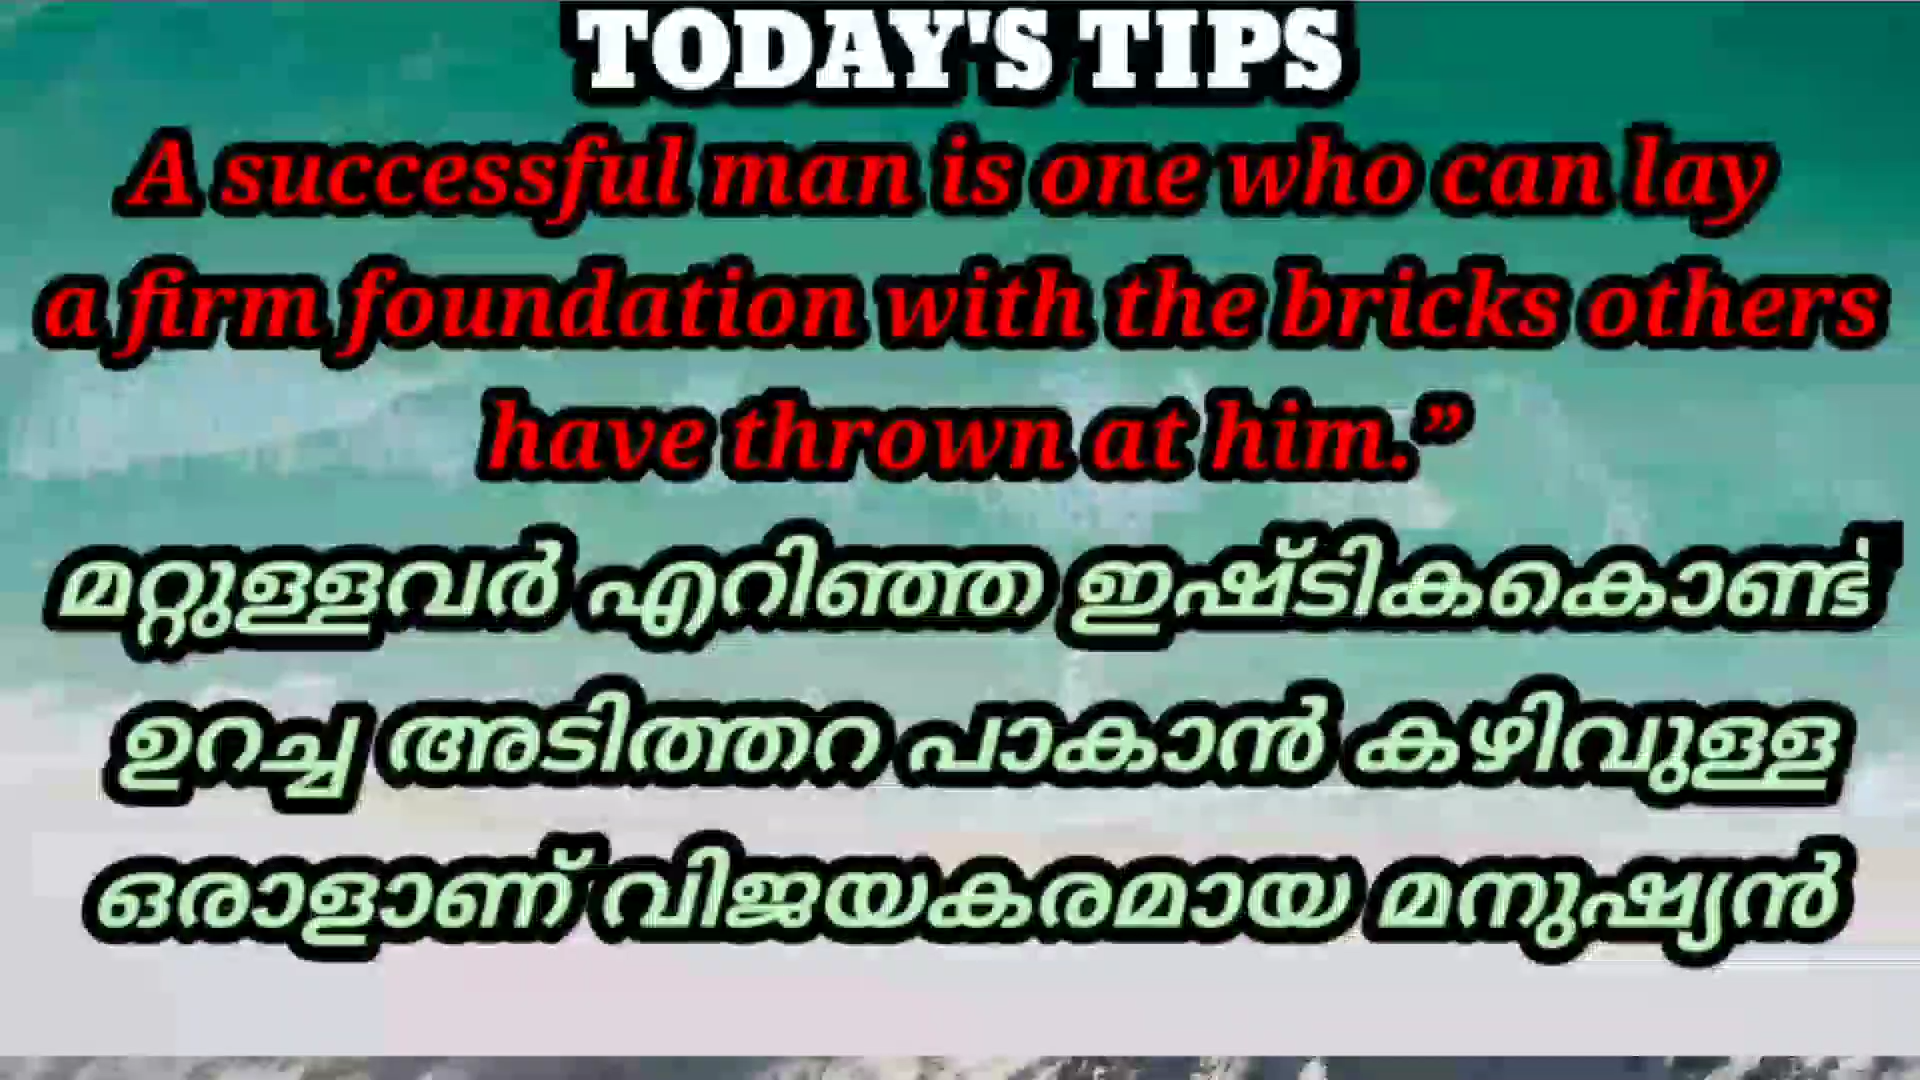 TODAY'S TIPS
A successful man is one who can lay
a firm foundation with the bricks others
have thrown at him.”
മറ്റുള്ളവർ എറിഞ്ഞ ഇഷ്ടികകൊണ്ട്
ഉറച്ച അടിത്തറ പാകാൻ കഴിവുള്ള
ഒരാളാണ് വിജയകരമായ മനുഷ്യൻ